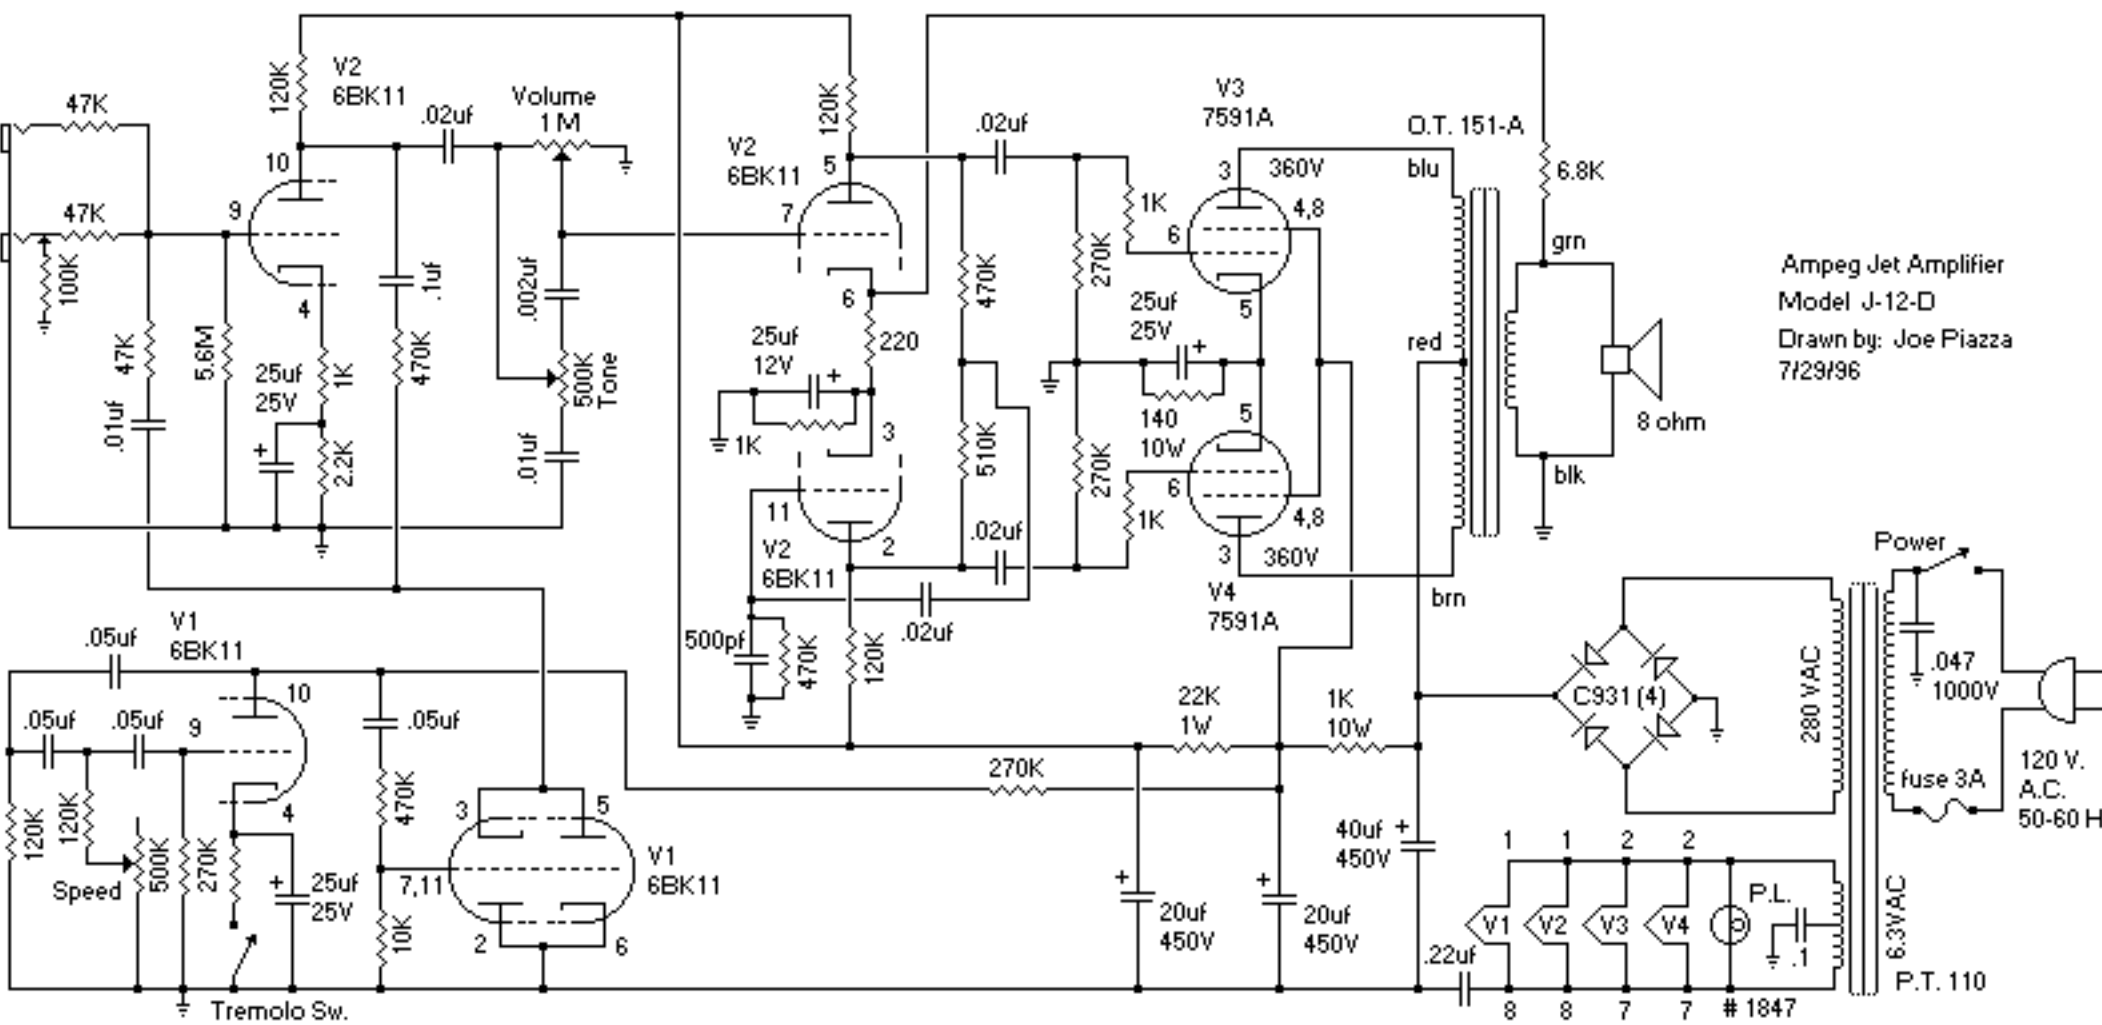 47K
47K
100K
47K
.01uf
5.6M
120K
V2
6BK11
10
9
4
25uf
25V
1K
2.2K
.02uf
.1uf
470K
Volume
1M
.002uf
500K
Tone
.01uf
V2
6BK11
120K
5
7
6
220
25uf
12V
1K
3
11
2
V2
6BK11
500pf
470K
120K
.02uf
470K
510K
.02uf
.02uf
270K
270K
1K
1K
25uf
25V
140
10W
V3
7591A
3
360V
4,8
6
5
5
6
4,8
3
360V
V4
7591A
O.T. 151-A
blu
red
brn
6.8K
grn
blk
8 ohm
Ampeg Jet Amplifier
Model J-12-D
Drawn by: Joe Piazza
7/29/96
V1
6BK11
.05uf
.05uf
.05uf
10
9
4
120K
120K
500K
Speed
270K
25uf
25V
Tremolo Sw.
.05uf
470K
10K
3
5
7,11
2
6
V1
6BK11
270K
22K
1W
1K
10W
20uf
450V
20uf
450V
40uf
450V
.22uf
C931 (4)
280 VAC
Power
.047
1000V
fuse 3A
120 V.
A.C.
50-60 H
1
1
2
2
V1
V2
V3
V4
P.L.
.1
6.3VAC
8
8
7
7
# 1847
P.T. 110